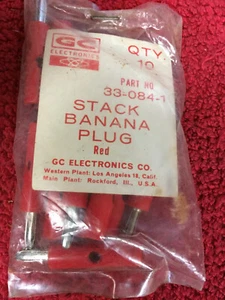 GC
ELECTRONICS
QTY.
10
PART NO
33-084-1
STACK
BANANA
PLUG
Red
GC ELECTRONICS CO.
Western Plant: Los Angeles 18, Calif.
Main Plant: Rockford, Ill., U.S.A.